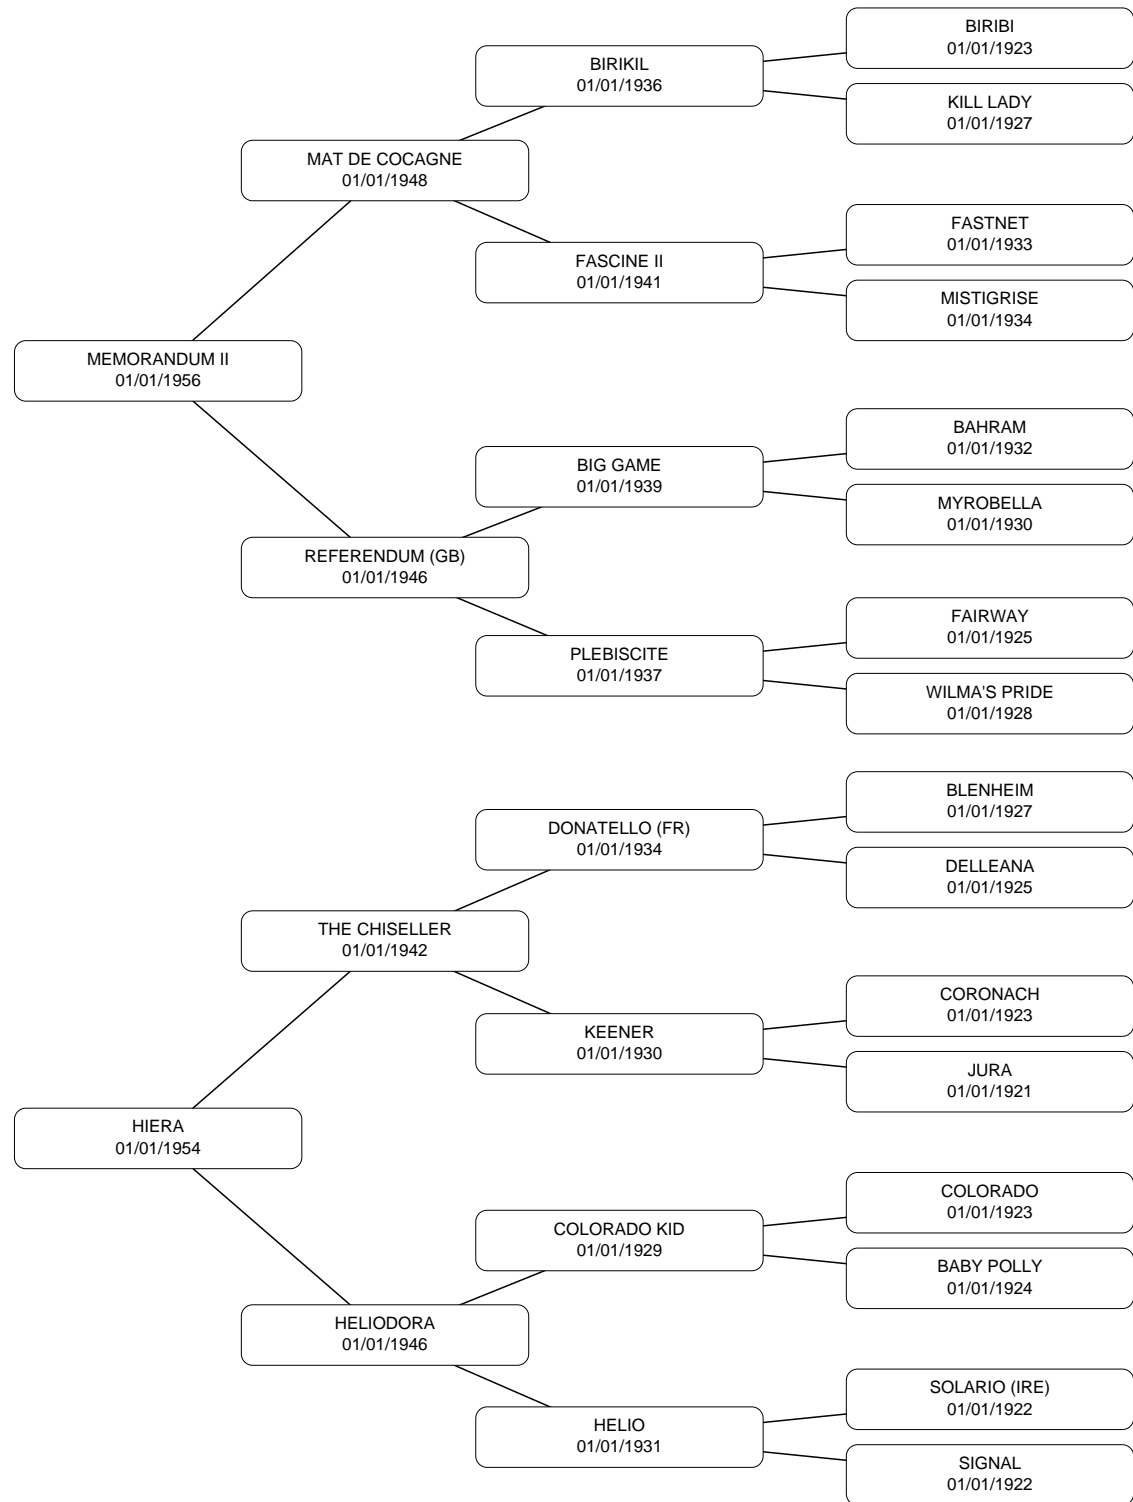 BIRIBI
01/01/1923
BIRIKIL
01/01/1936
KILL LADY
01/01/1927
MAT DE COCAGNE
01/01/1948
FASTNET
01/01/1933
FASCINE II
01/01/1941
MISTIGRISE
01/01/1934
MEMORANDUM II
01/01/1956
BAHRAM
01/01/1932
BIG GAME
01/01/1939
MYROBELLA
01/01/1930
REFERENDUM (GB)
01/01/1946
FAIRWAY
01/01/1925
PLEBISCITE
01/01/1937
WILMA'S PRIDE
01/01/1928
BLENHEIM
01/01/1927
DONATELLO (FR)
01/01/1934
DELLEANA
01/01/1925
THE CHISELLER
01/01/1942
CORONACH
01/01/1923
KEENER
01/01/1930
JURA
01/01/1921
HIERA
01/01/1954
COLORADO
01/01/1923
COLORADO KID
01/01/1929
BABY POLLY
01/01/1924
HELIODORA
01/01/1946
SOLARIO (IRE)
01/01/1922
HELIO
01/01/1931
SIGNAL
01/01/1922